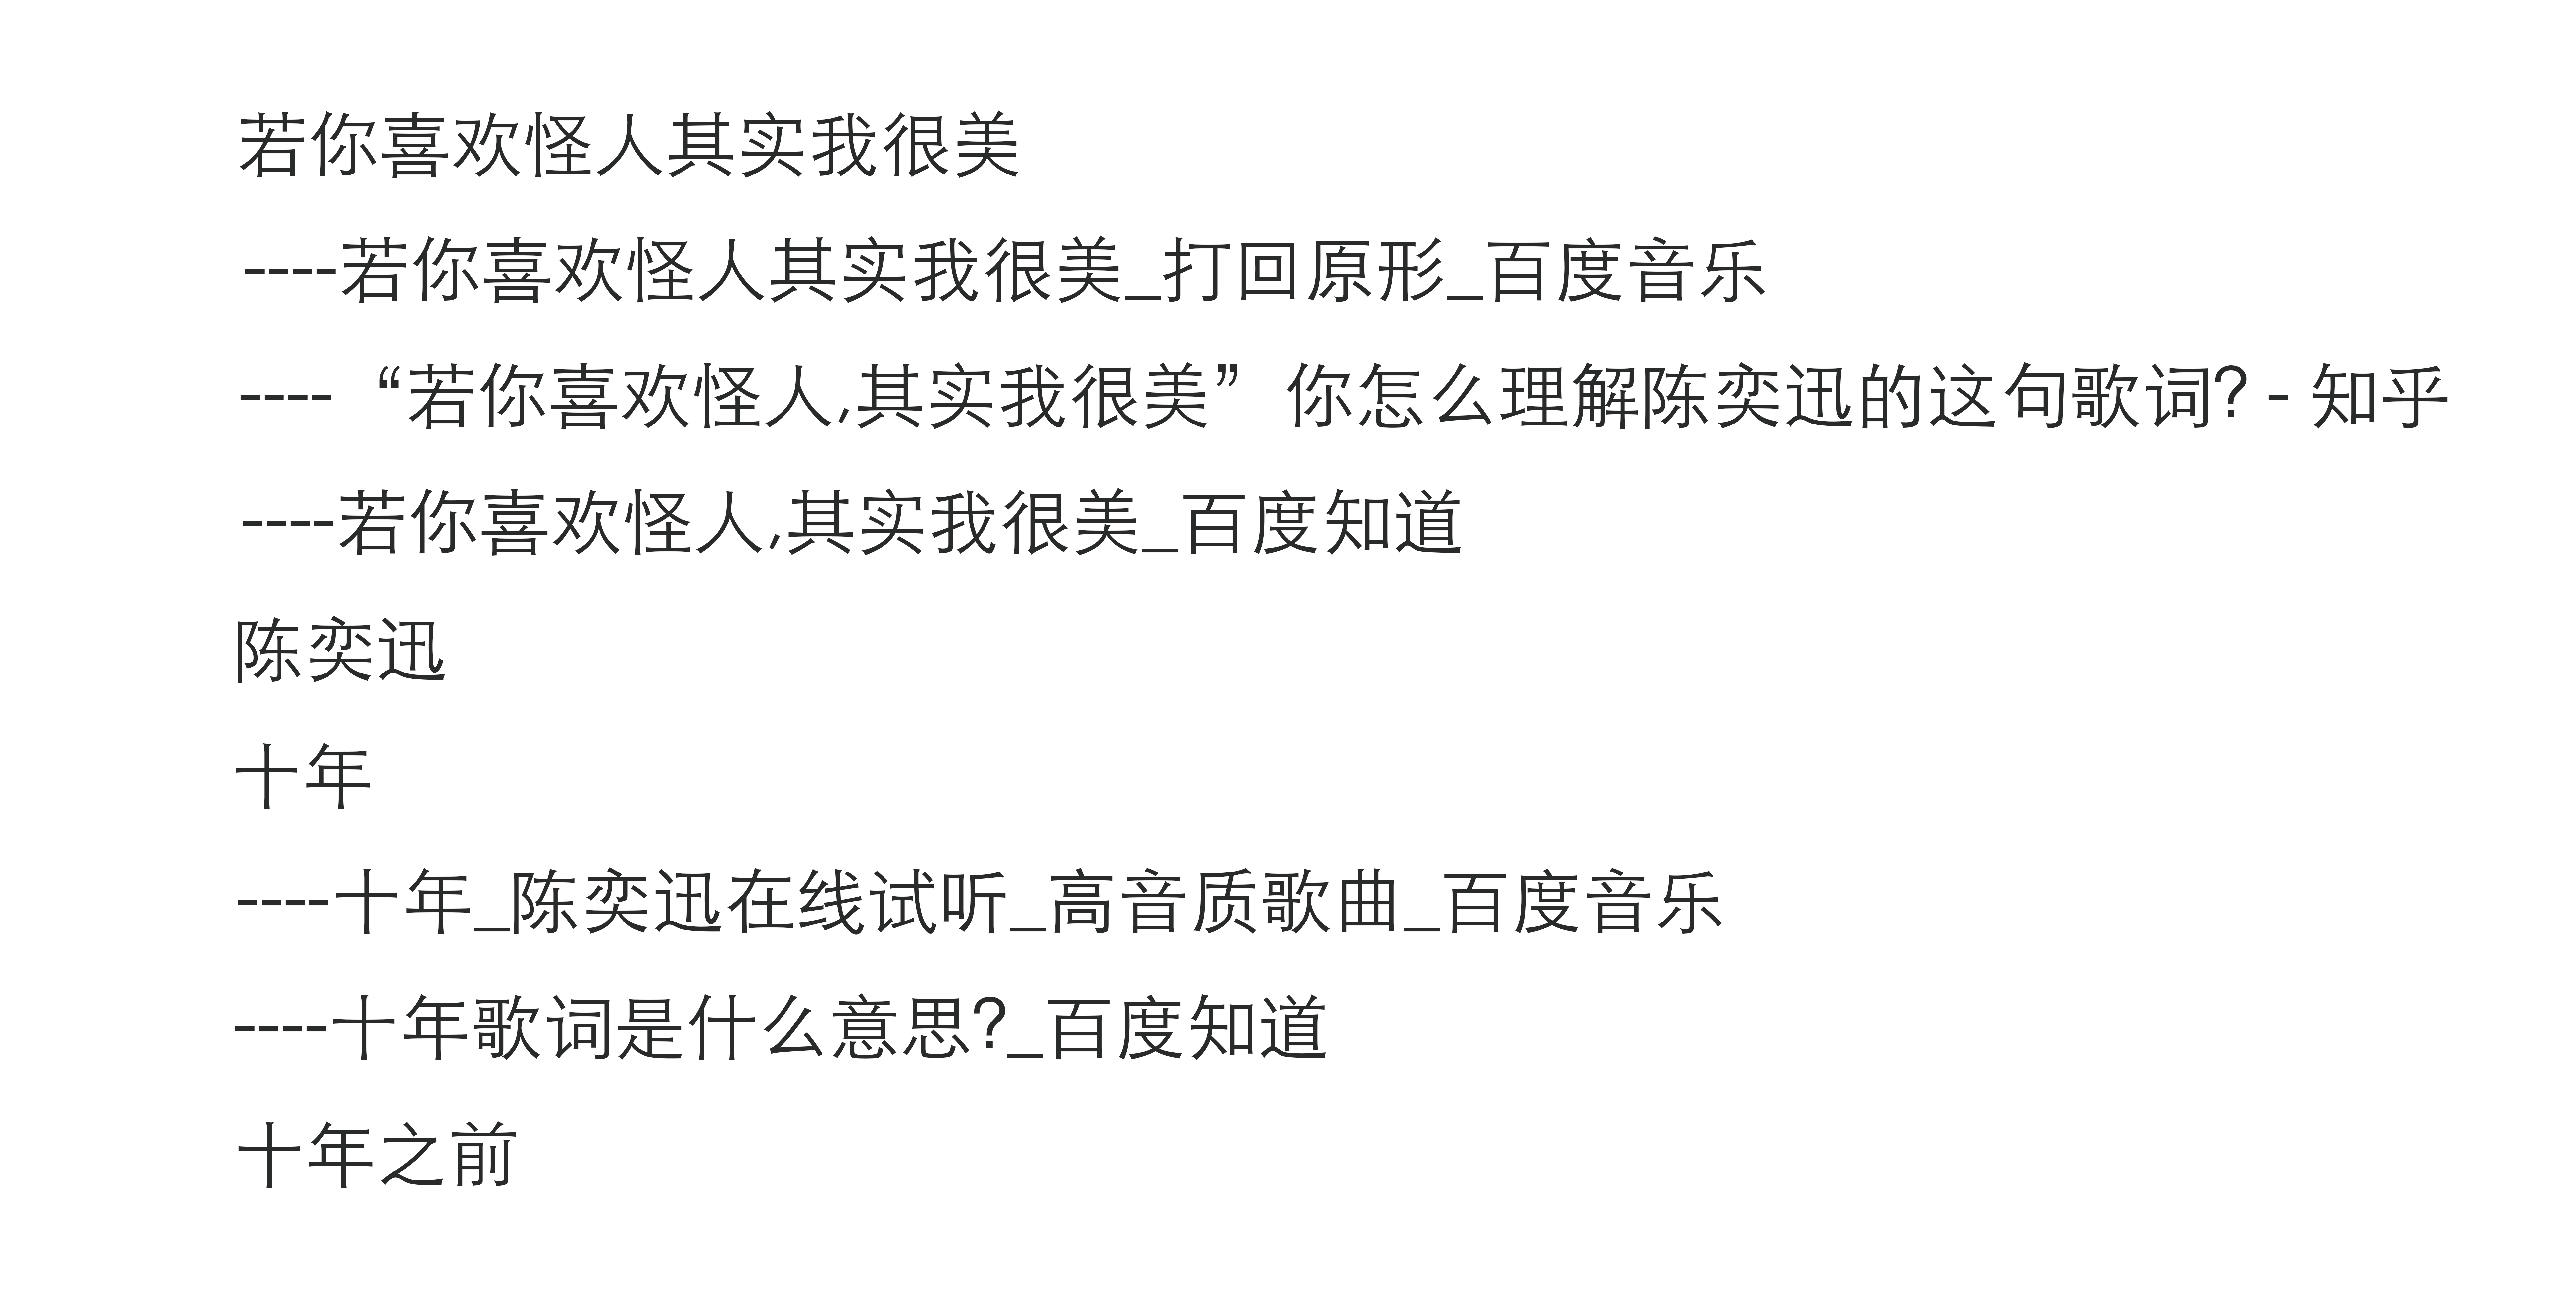 若你喜欢怪人其实我很美
----若你喜欢怪人其实我很美_打回原形_百度音乐
----“若你喜欢怪人,其实我很美”你怎么理解陈奕迅的这句歌词? - 知乎
----若你喜欢怪人,其实我很美_百度知道
陈奕迅
十年
----十年_陈奕迅在线试听_高音质歌曲_百度音乐
----十年歌词是什么意思?_百度知道
十年之前